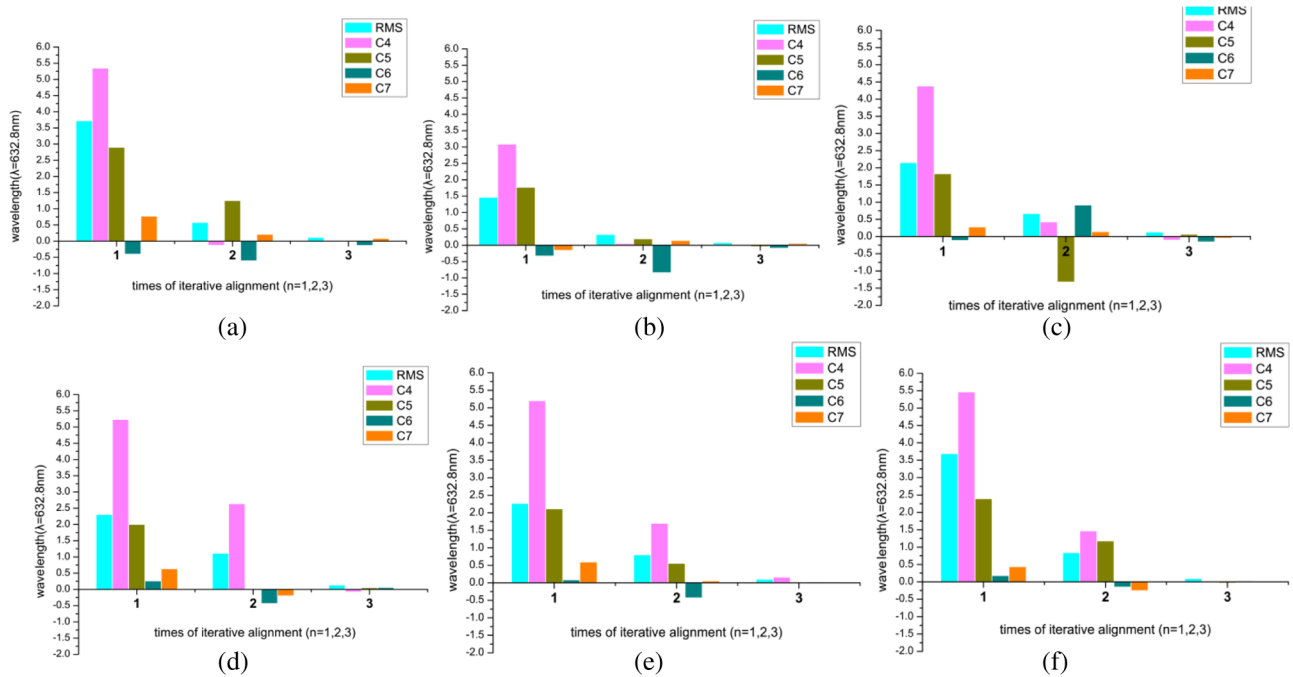 RMS
C4
C5
C6
C7
6.0
5.5
5.0
4.5
4.0
3.5
3.0
2.5
2.0
1.5
1.0
0.5
0.0
-0.5
-1.0
-1.5
-2.0
wavelength(λ=632.8nm)
1 2 3
times of iterative alignment (n=1,2,3)
(a)
RMS
C4
C5
C6
C7
6.0
5.5
5.0
4.5
4.0
3.5
3.0
2.5
2.0
1.5
1.0
0.5
0.0
-0.5
-1.0
-1.5
-2.0
wavelength(λ=632.8nm)
1 2 3
times of iterative alignment (n=1,2,3)
(b)
RMS
C4
C5
C6
C7
6.0
5.5
5.0
4.5
4.0
3.5
3.0
2.5
2.0
1.5
1.0
0.5
0.0
-0.5
-1.0
-1.5
-2.0
wavelength(λ=632.8nm)
1 2 3
times of iterative alignment (n=1,2,3)
(c)
RMS
C4
C5
C6
C7
6.0
5.5
5.0
4.5
4.0
3.5
3.0
2.5
2.0
1.5
1.0
0.5
0.0
-0.5
-1.0
-1.5
-2.0
wavelength(λ=632.8nm)
1 2 3
times of iterative alignment (n=1,2,3)
(d)
RMS
C4
C5
C6
C7
6.0
5.5
5.0
4.5
4.0
3.5
3.0
2.5
2.0
1.5
1.0
0.5
0.0
-0.5
-1.0
-1.5
-2.0
wavelength(λ=632.8nm)
1 2 3
times of iterative alignment (n=1,2,3)
(e)
RMS
C4
C5
C6
C7
6.0
5.5
5.0
4.5
4.0
3.5
3.0
2.5
2.0
1.5
1.0
0.5
0.0
-0.5
-1.0
-1.5
-2.0
wavelength(λ=632.8nm)
1 2 3
times of iterative alignment (n=1,2,3)
(f)